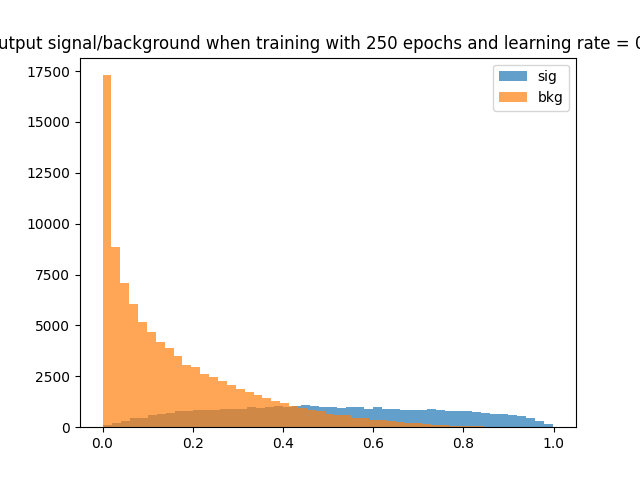 utput signal/background when training with 250 epochs and learning rate = 0
17500
15000
12500
10000
7500
5000
2500
0
sig
bkg
0.0 0.2 0.4 0.6 0.8 1.0